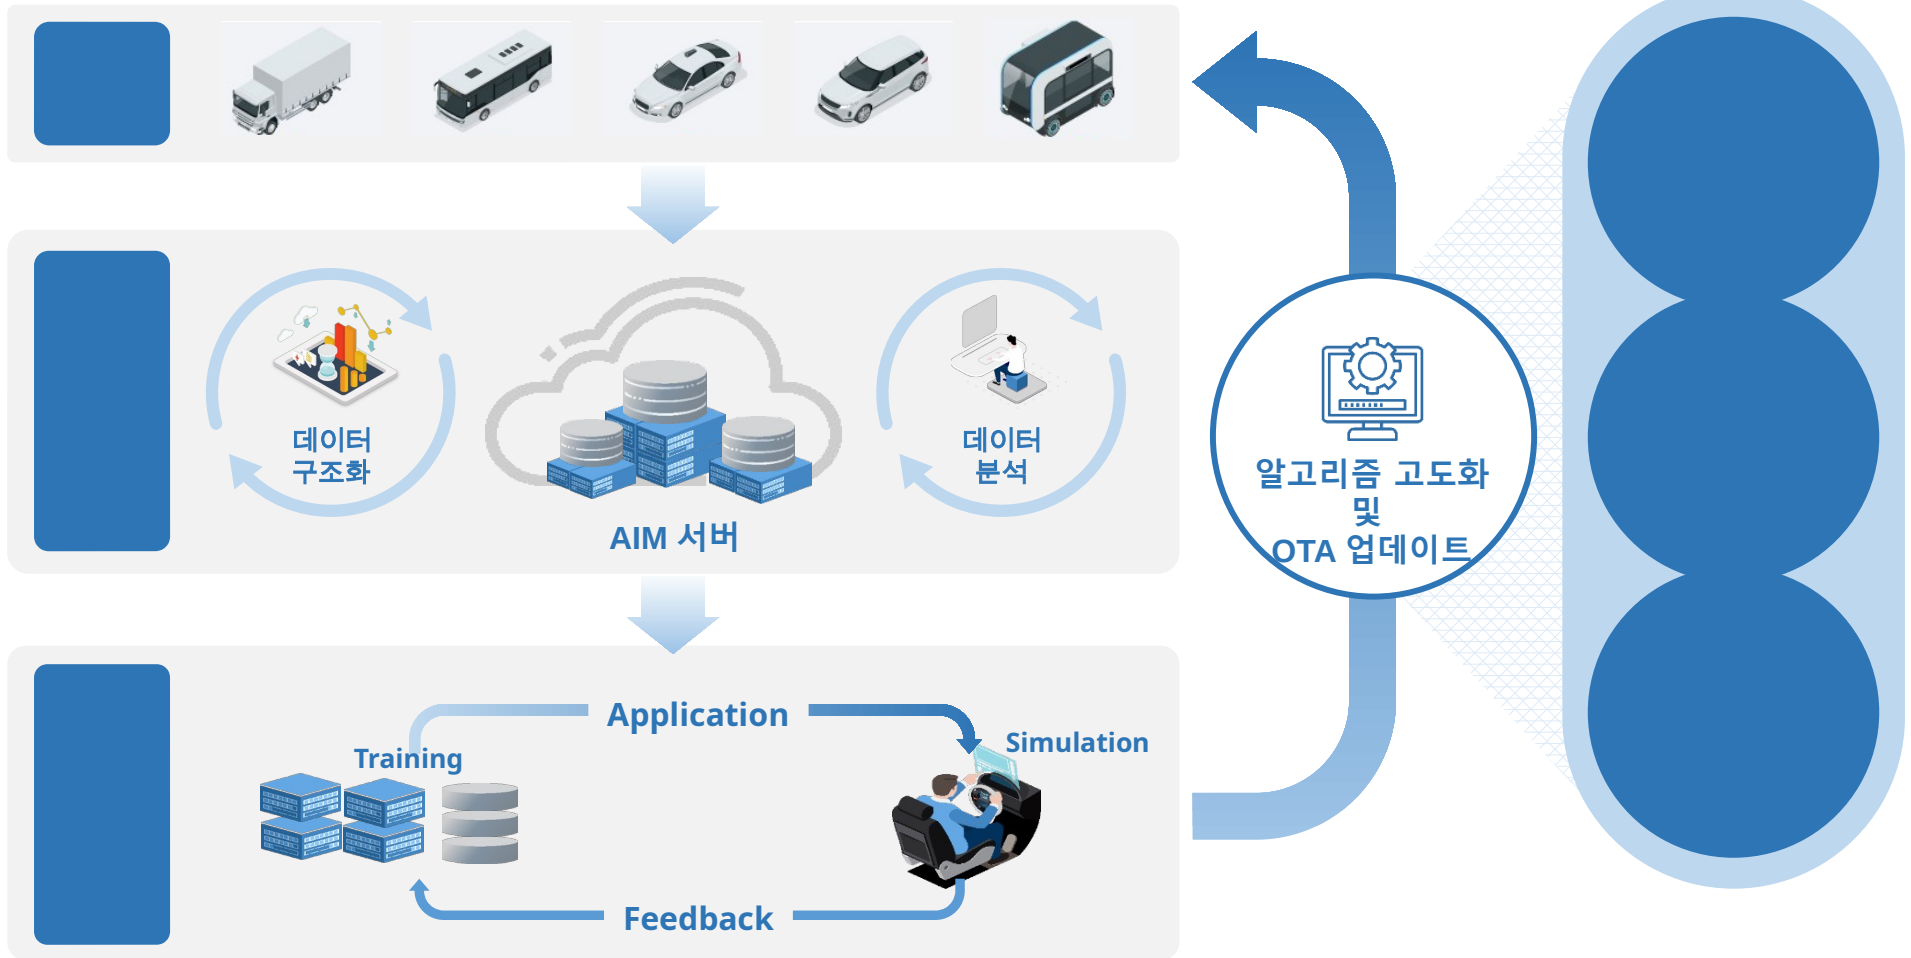 데이터
구조화
AIM 서버
데이터
분석
알고리즘 고도화
및
OTA 업데이트
Application
Training
Simulation
Feedback